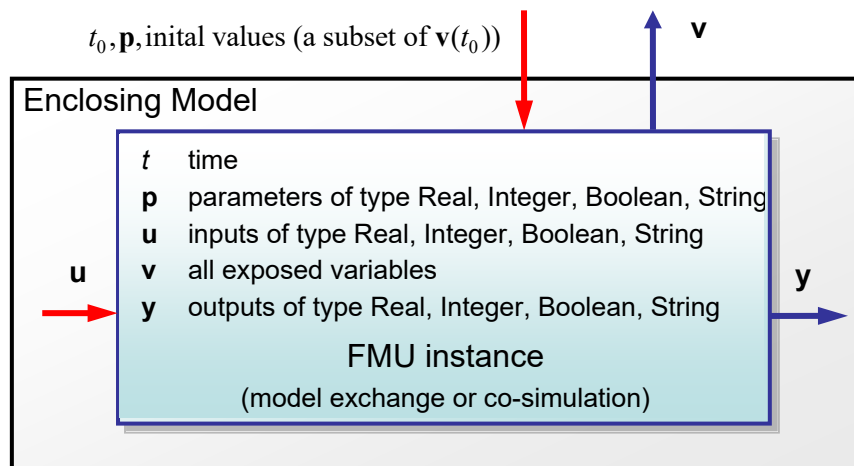 t₀,p,inital values (a subset of v(t₀))
v
Enclosing Model
t time
p parameters of type Real, Integer, Boolean, String
u inputs of type Real, Integer, Boolean, String
v all exposed variables
y outputs of type Real, Integer, Boolean, String
u
y
FMU instance
(model exchange or co-simulation)